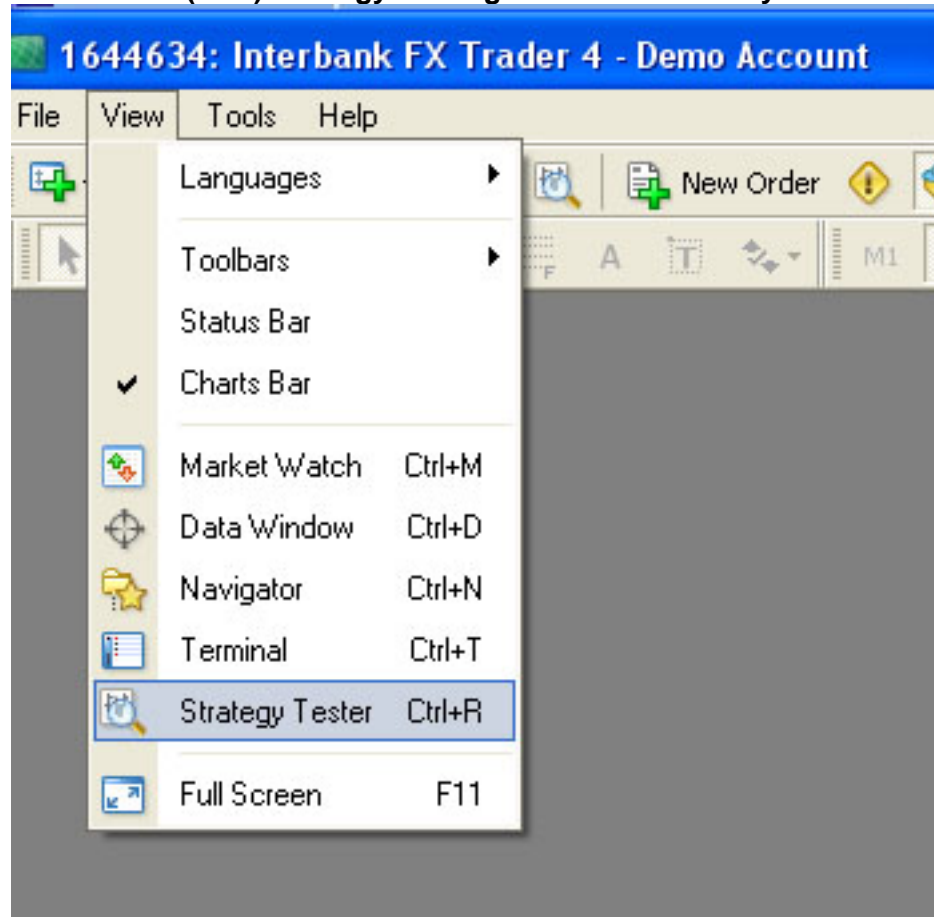 1644634: Interbank FX Trader 4 - Demo Account
File View Tools Help
New Order
A T M1
F
Languages
Toolbars
Status Bar
Charts Bar
Market Watch Ctrl+M
Data Window Ctrl+D
Navigator Ctrl+N
Terminal Ctrl+T
Strategy Tester Ctrl+R
Full Screen F11